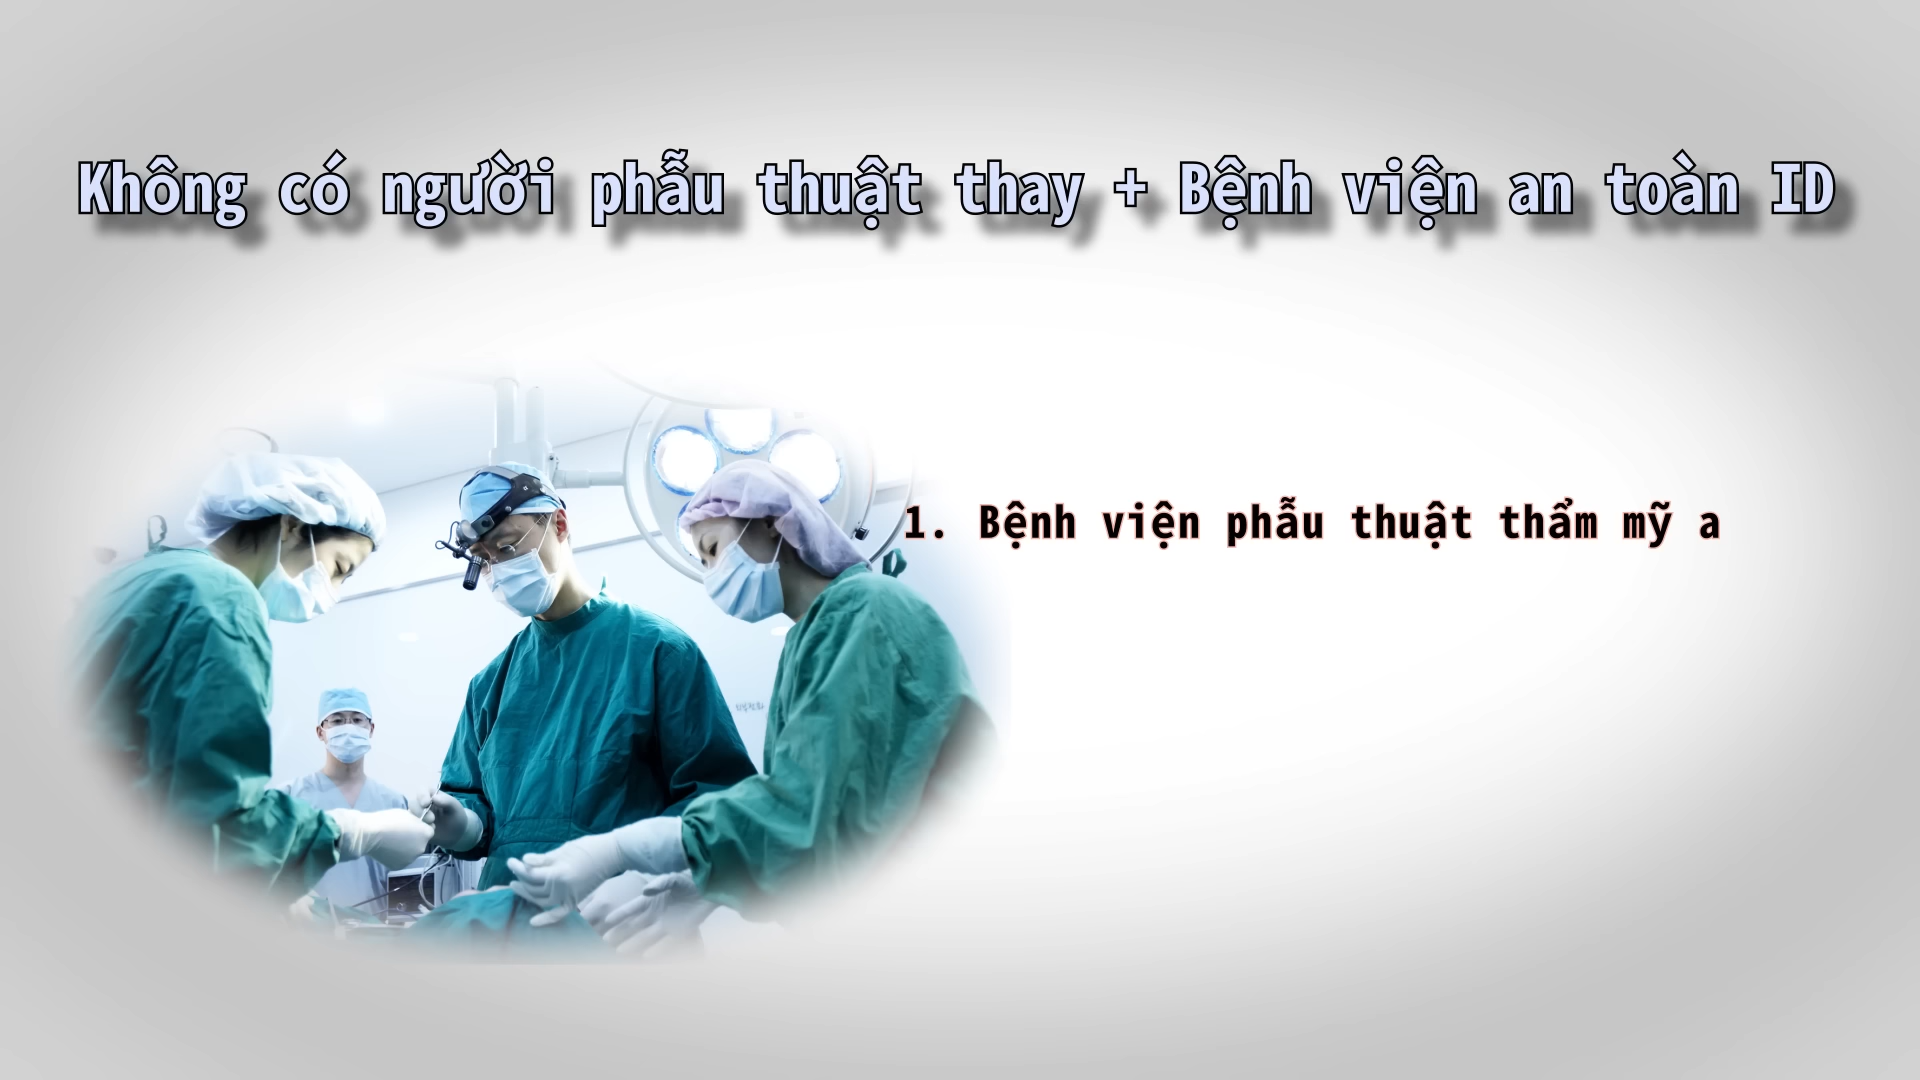 Không có người phẫu thuật thay + Bệnh viện an toàn ID
1. Bệnh viện phẫu thuật thẩm mỹ a